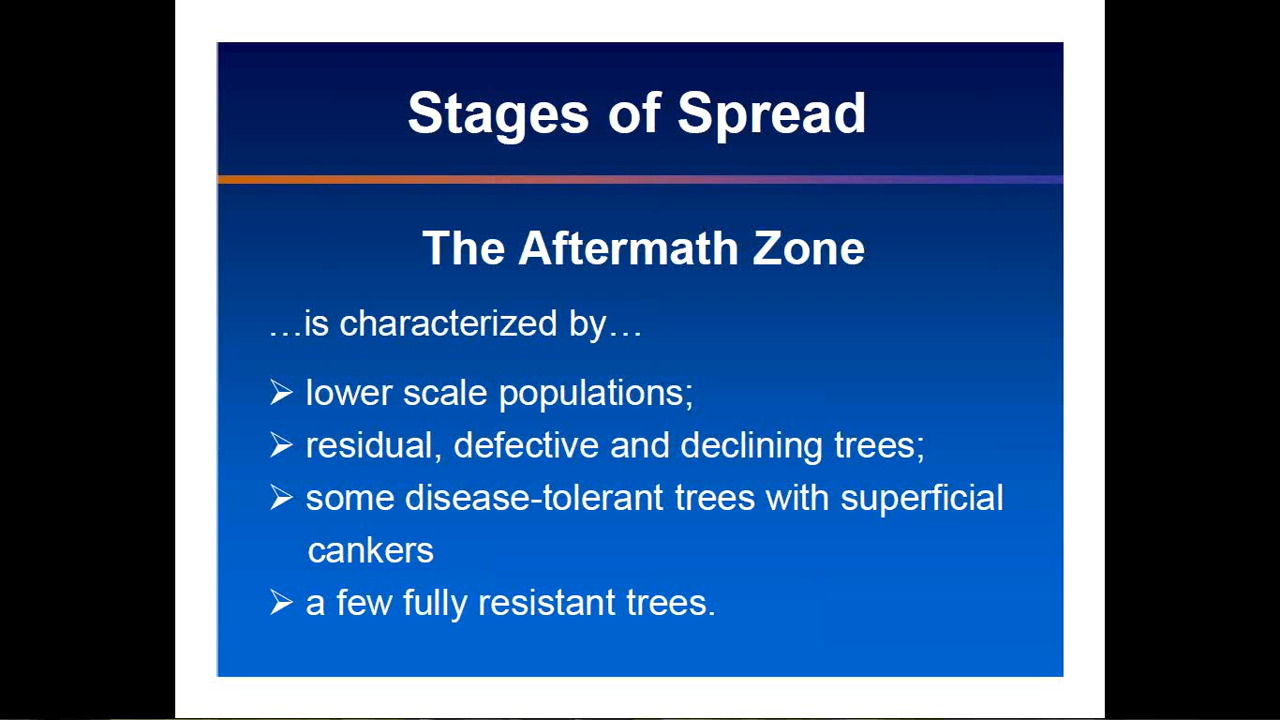 Stages of Spread
The Aftermath Zone
…is characterized by…
➢ lower scale populations;
➢ residual, defective and declining trees;
➢ some disease-tolerant trees with superficial
cankers
➢ a few fully resistant trees.